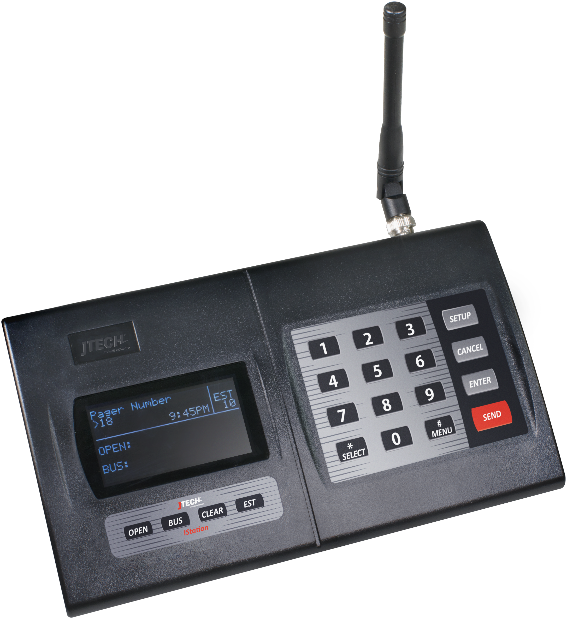 JTECH
Pager Number EST
>18 9:45PM 10
OPEN:
BUS:
JTECH
OPEN BUS CLEAR EST
IStation
1 2 3 SETUP
4 5 6 CANCEL
7 8 9 ENTER
* SELECT 0 # MENU SEND